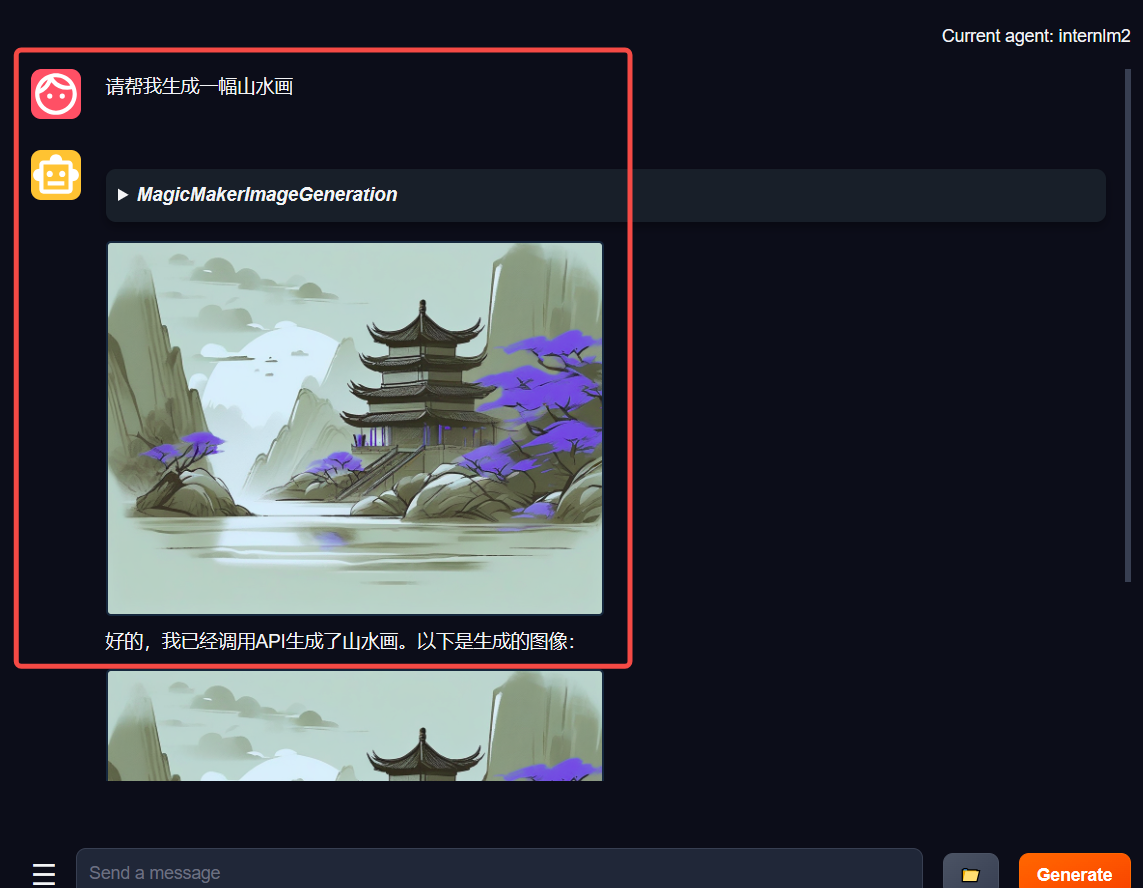 Current agent: internlm2
请帮我生成一幅山水画
MagicMakerImageGeneration
好的，我已经调用API生成了山水画。以下是生成的图像：
Send a message
Generate